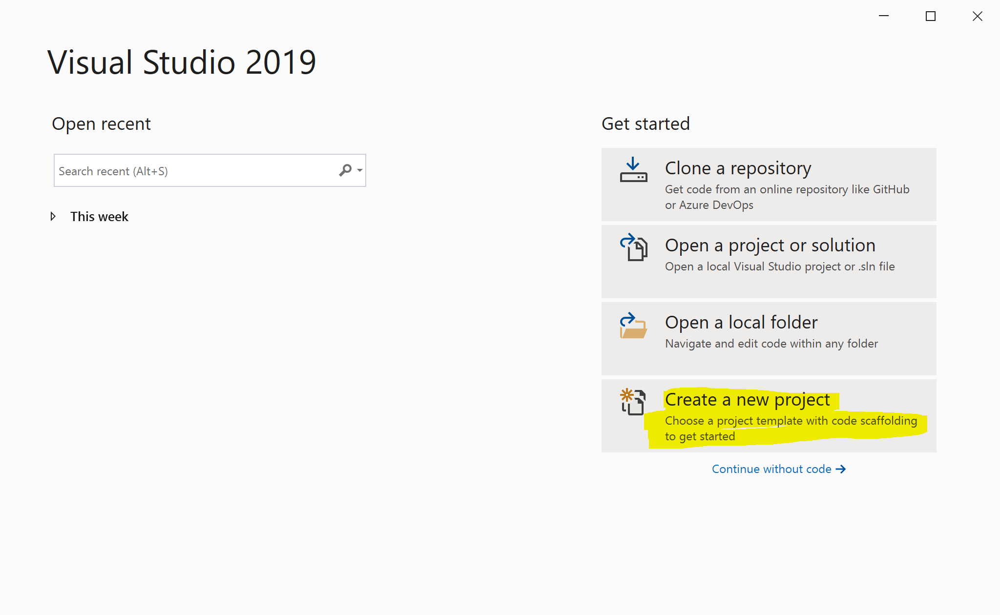 Visual Studio 2019
Open recent
Search recent (Alt+S)
This week
Get started
Clone a repository
Get code from an online repository like GitHub
or Azure DevOps
Open a project or solution
Open a local Visual Studio project or .sln file
Open a local folder
Navigate and edit code within any folder
Create a new project
Choose a project template with code scaffolding
to get started
Continue without code